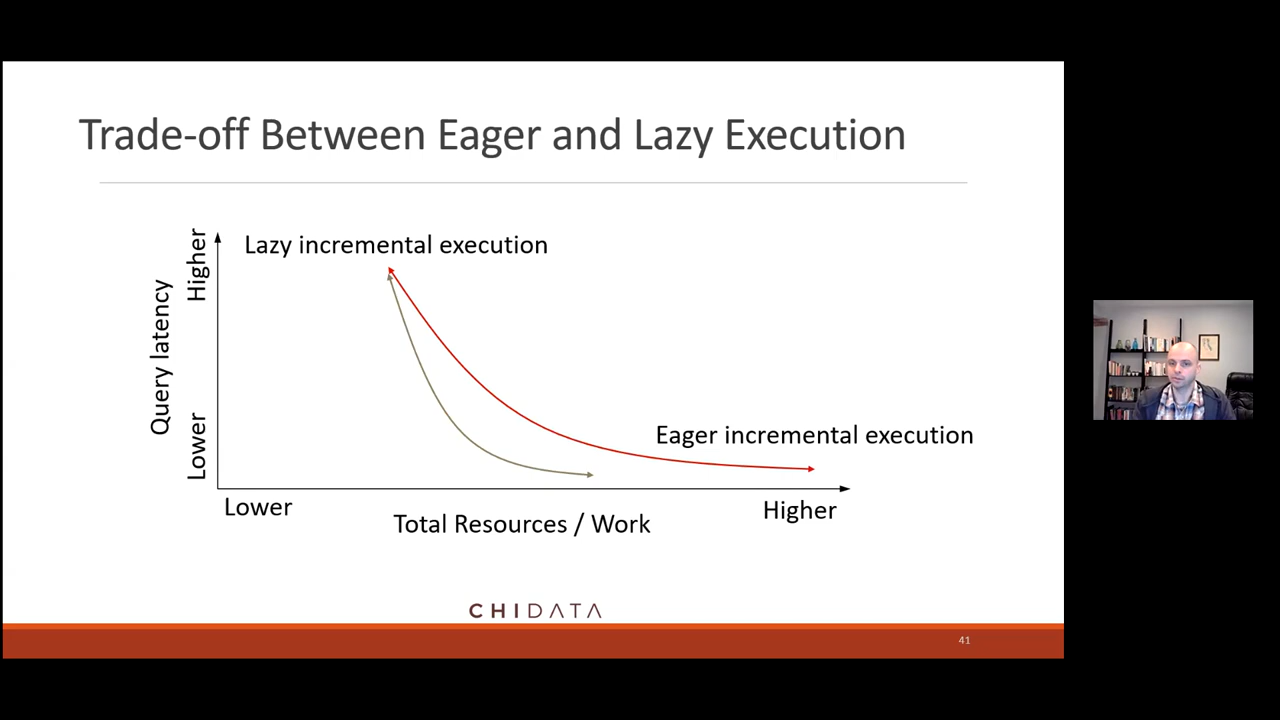 Trade-off Between Eager and Lazy Execution
Higher
Lazy incremental execution
Query latency
Lower
Eager incremental execution
Lower
Higher
Total Resources / Work
CHIDATA
41